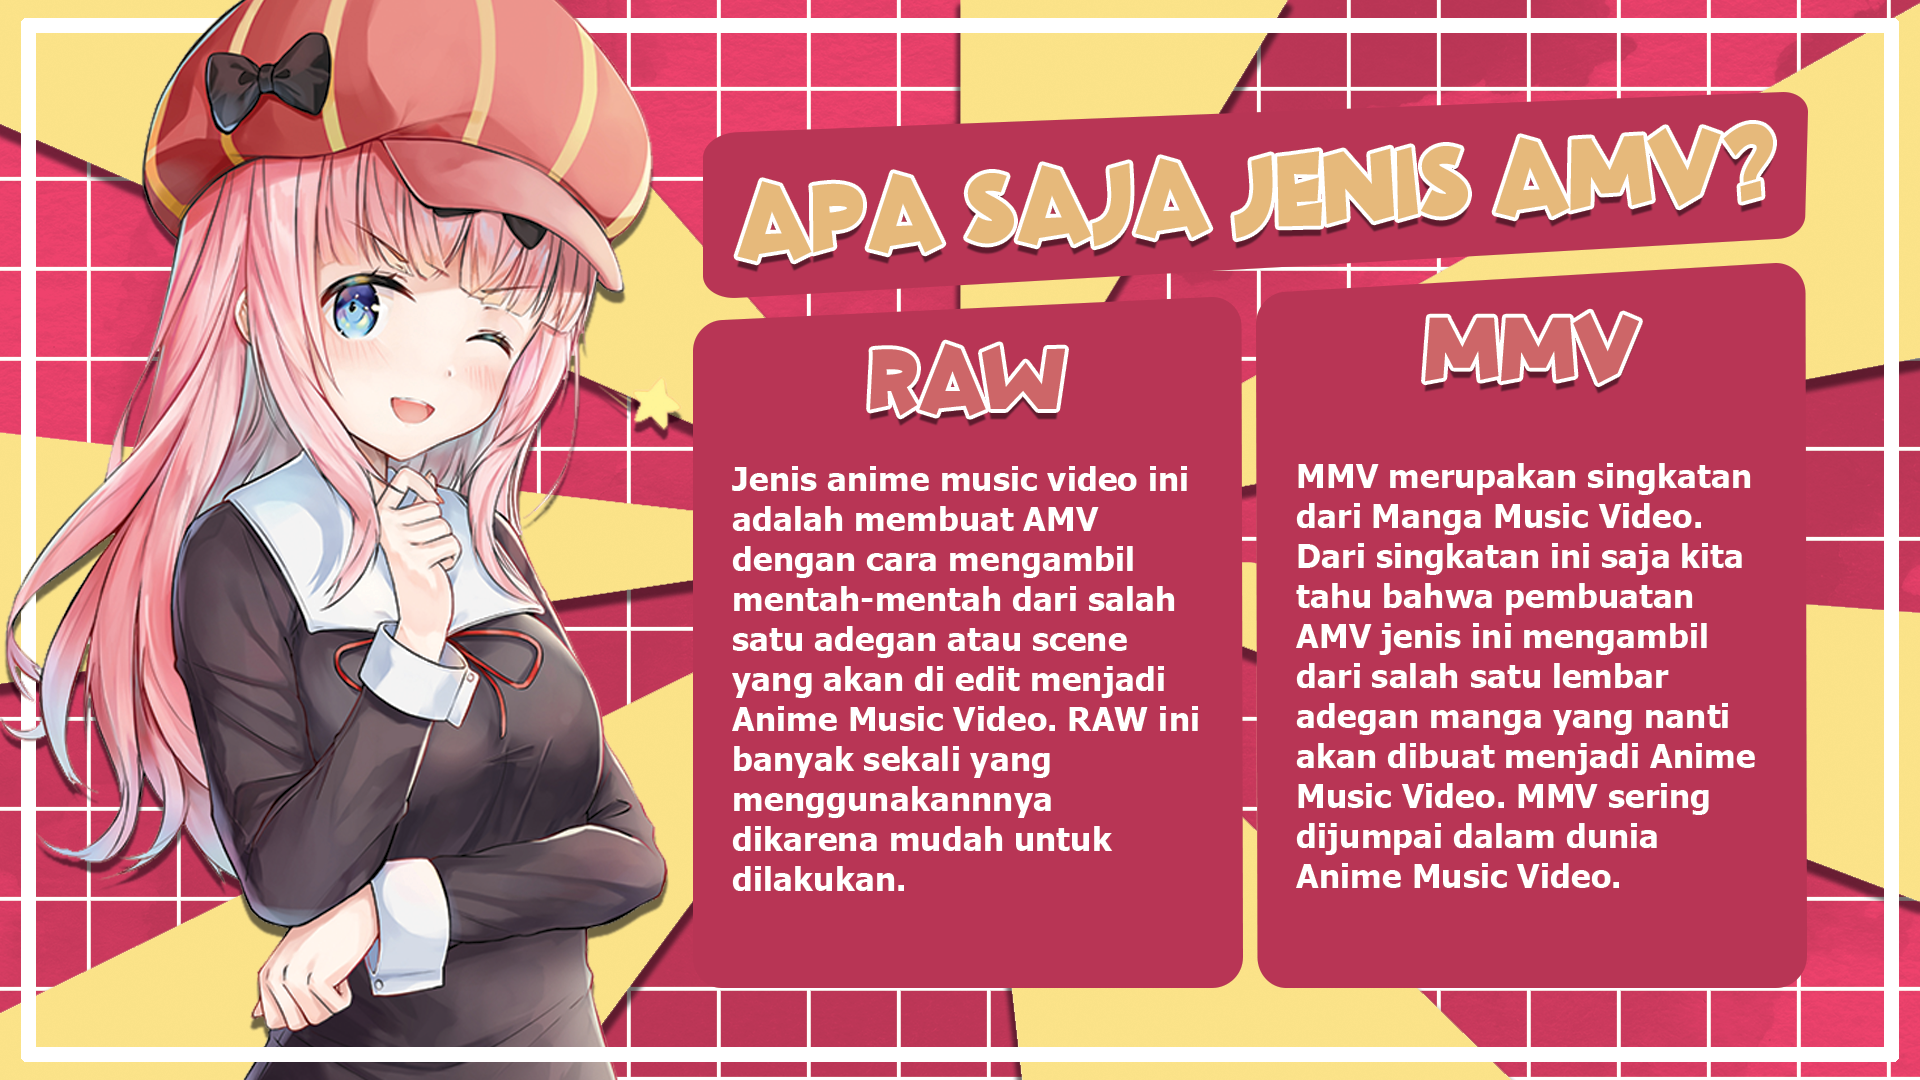 APA SAJA JENIS AMV?
RAW
Jenis anime music video ini
adalah membuat AMV
dengan cara mengambil
mentah-mentah dari salah
satu adegan atau scene
yang akan di edit menjadi
Anime Music Video. RAW ini
banyak sekali yang
menggunakannnya
dikarena mudah untuk
dilakukan.
MMV
MMV merupakan singkatan
dari Manga Music Video.
Dari singkatan ini saja kita
tahu bahwa pembuatan
AMV jenis ini mengambil
dari salah satu lembar
adegan manga yang nanti
akan dibuat menjadi Anime
Music Video. MMV sering
dijumpai dalam dunia
Anime Music Video.